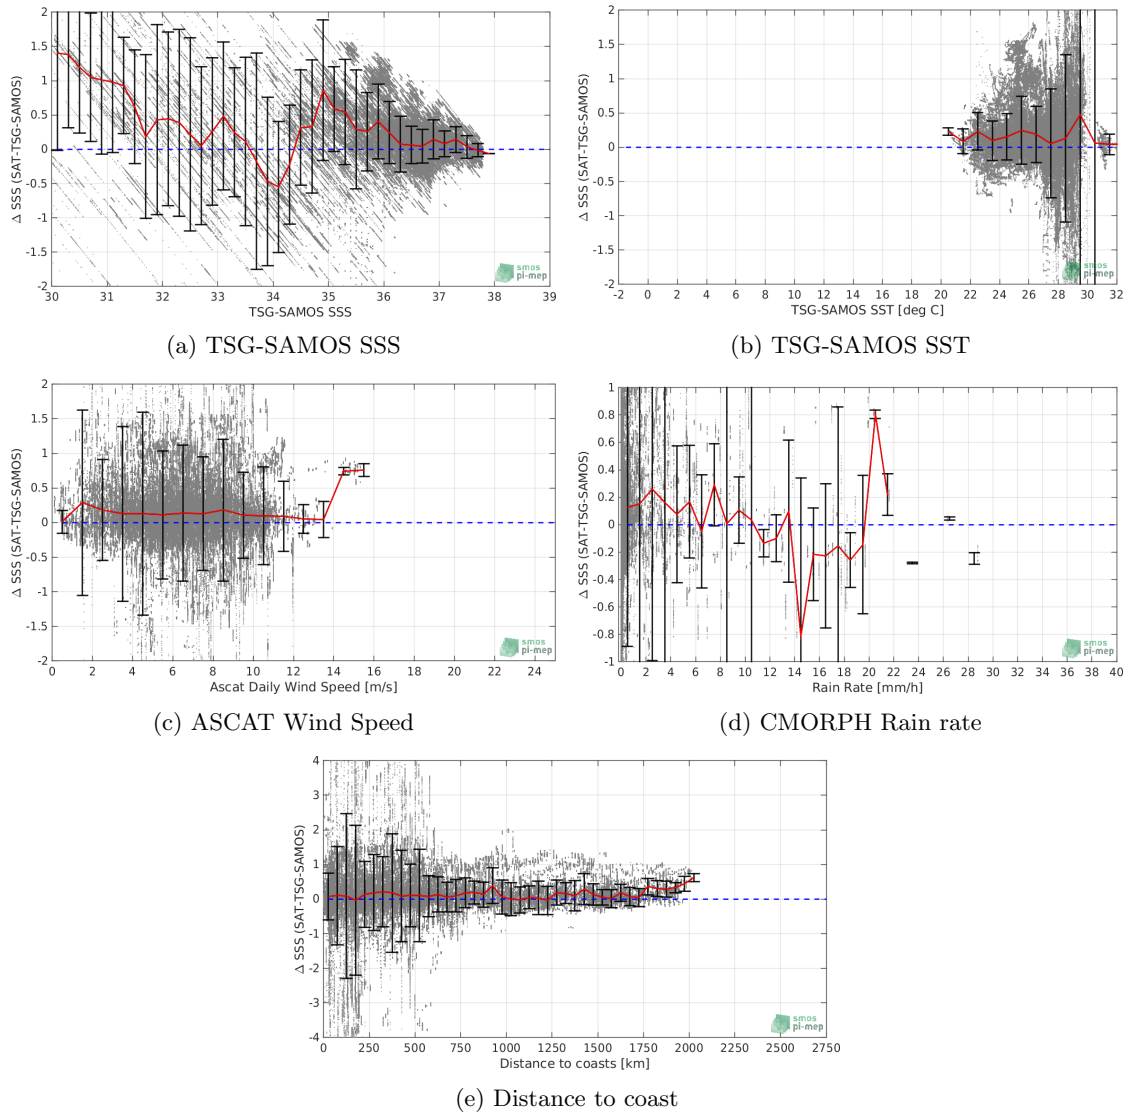 2
1.5
1
0.5
0
-0.5
-1
-1.5
-2
Δ SSS (SAT-TSG-SAMOS)
30 31 32 33 34 35 36 37 38 39
TSG-SAMOS SSS
smos
pi-mep
(a) TSG-SAMOS SSS
2
1.5
1
0.5
0
-0.5
-1
-1.5
-2
Δ SSS (SAT-TSG-SAMOS)
-2 0 2 4 6 8 10 12 14 16 18 20 22 24 26 28 30 32
TSG-SAMOS SST [deg C]
smos
pi-mep
(b) TSG-SAMOS SST
2
1.5
1
0.5
0
-0.5
-1
-1.5
-2
Δ SSS (SAT-TSG-SAMOS)
0 2 4 6 8 10 12 14 16 18 20 22 24
Ascat Daily Wind Speed [m/s]
smos
pi-mep
(c) ASCAT Wind Speed
1
0.8
0.6
0.4
0.2
0
-0.2
-0.4
-0.6
-0.8
-1
Δ SSS (SAT-TSG-SAMOS)
0 2 4 6 8 10 12 14 16 18 20 22 24 26 28 30 32 34 36 38 40
Rain Rate [mm/h]
smos
pi-mep
(d) CMORPH Rain rate
4
3
2
1
0
-1
-2
-3
-4
Δ SSS (SAT-TSG-SAMOS)
0 250 500 750 1000 1250 1500 1750 2000 2250 2500 2750
Distance to coasts [km]
smos
pi-mep
(e) Distance to coast